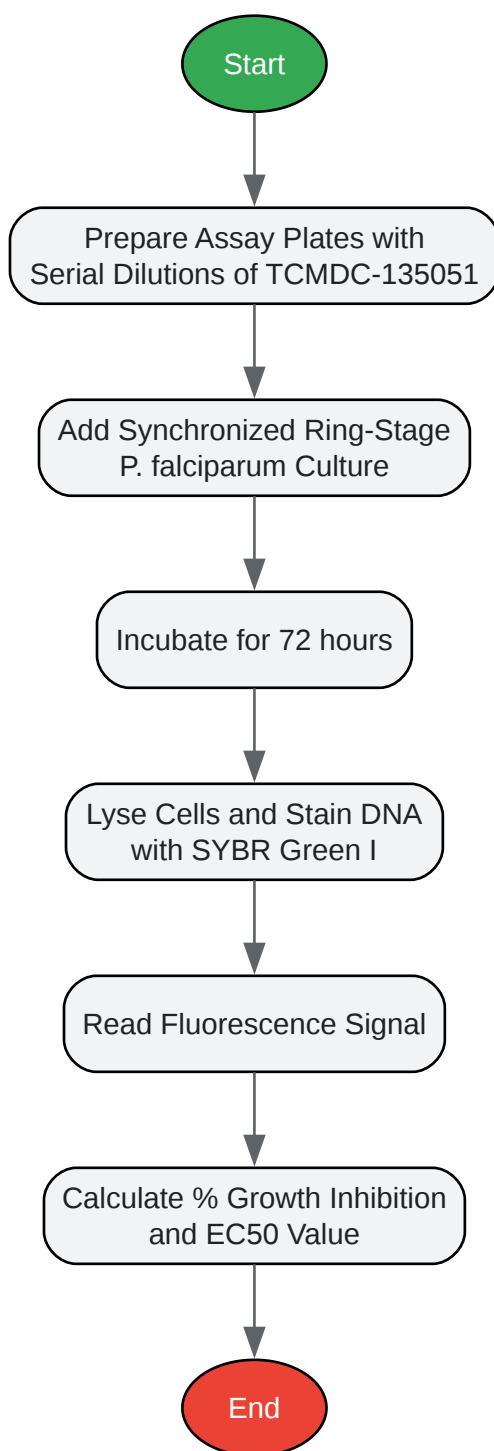 Start
Prepare Assay Plates with
Serial Dilutions of TCMDC-135051
Add Synchronized Ring-Stage
P. falciparum Culture
Incubate for 72 hours
Lyse Cells and Stain DNA
with SYBR Green I
Read Fluorescence Signal
Calculate % Growth Inhibition
and EC50 Value
End